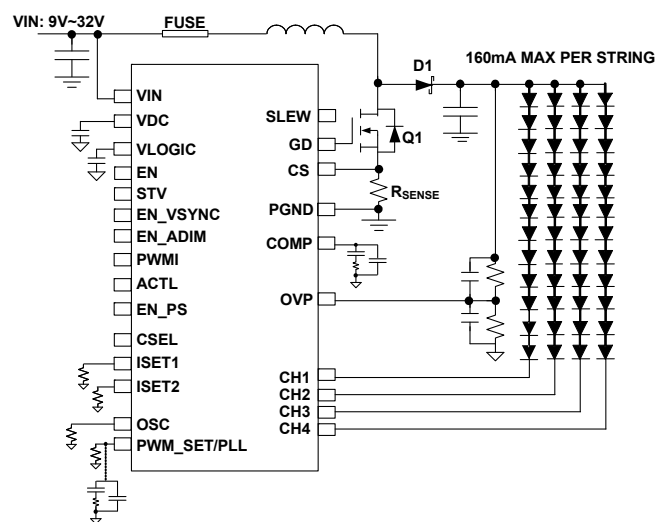 VIN: 9V~32V
FUSE
D1
160mA MAX PER STRING
VIN
VDC
VLOGIC
EN
STV
EN_VSYNC
EN_ADIM
PWMI
ACTL
EN_PS
CSEL
ISET1
ISET2
OSC
PWM_SET/PLL
SLEW
GD
Q1
CS
RSENSE
PGND
COMP
OVP
CH1
CH2
CH3
CH4